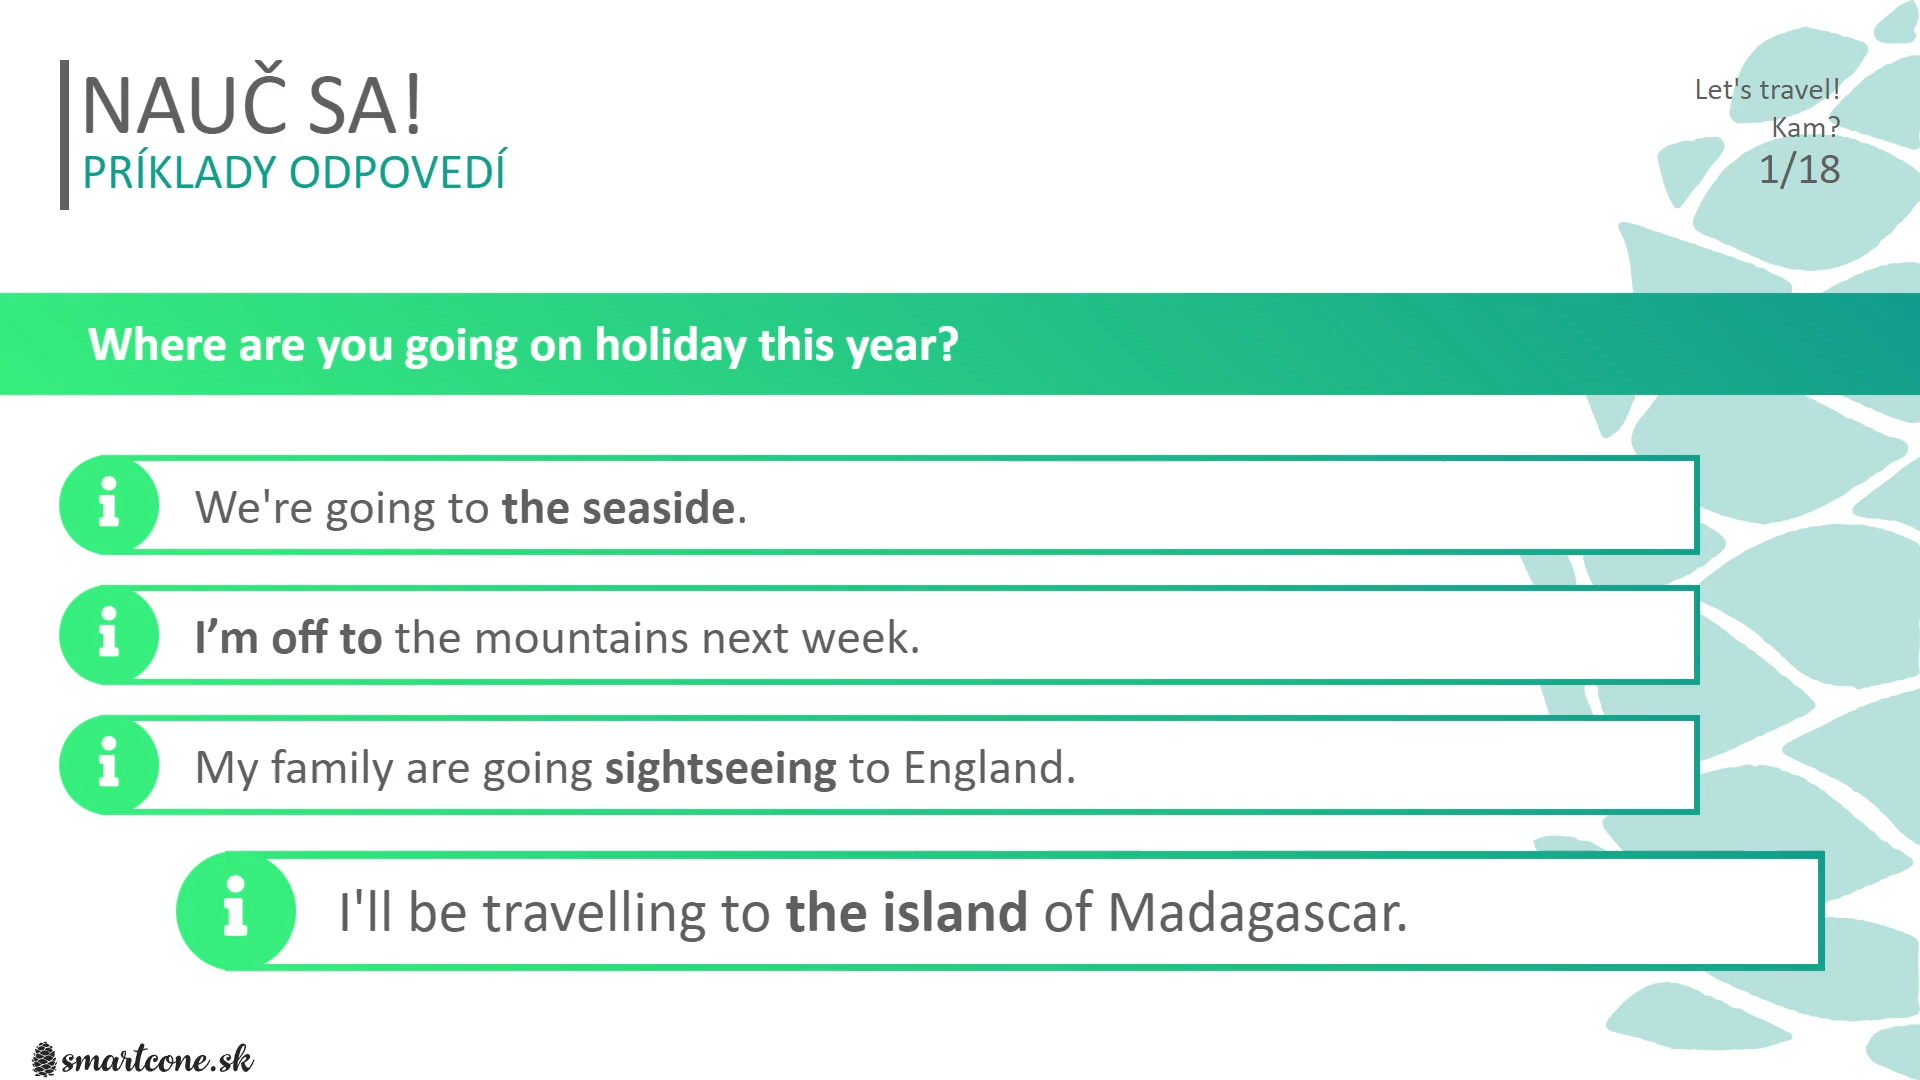 NAUČ SA!
PRÍKLADY ODPOVEDÍ
Let's travel!
Kam?
1/18
Where are you going on holiday this year?
We're going to the seaside.
I’m off to the mountains next week.
My family are going sightseeing to England.
I'll be travelling to the island of Madagascar.
smartcone.sk